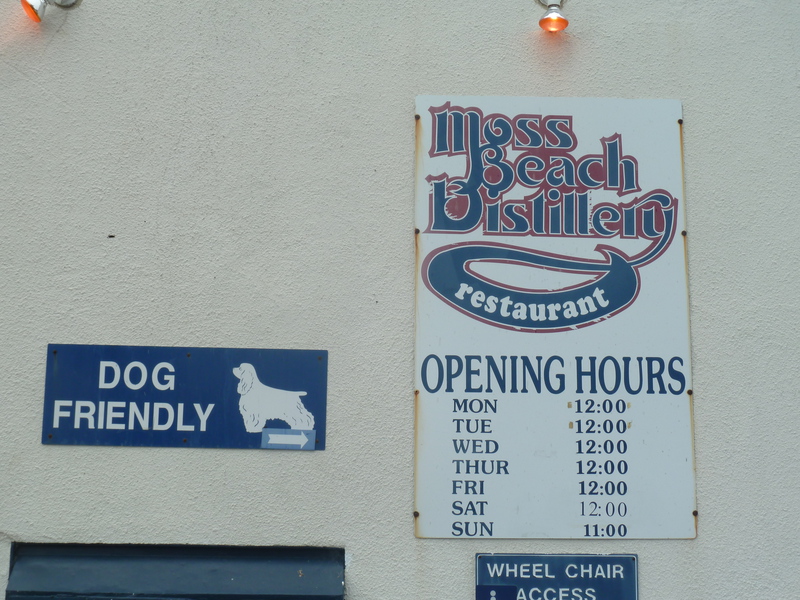 Moss
Beach
Distillery
restaurant
OPENING HOURS
MON 12:00
TUE 12:00
WED 12:00
THUR 12:00
FRI 12:00
SAT 12:00
SUN 11:00
DOG
FRIENDLY
WHEEL CHAIR
ACCESS